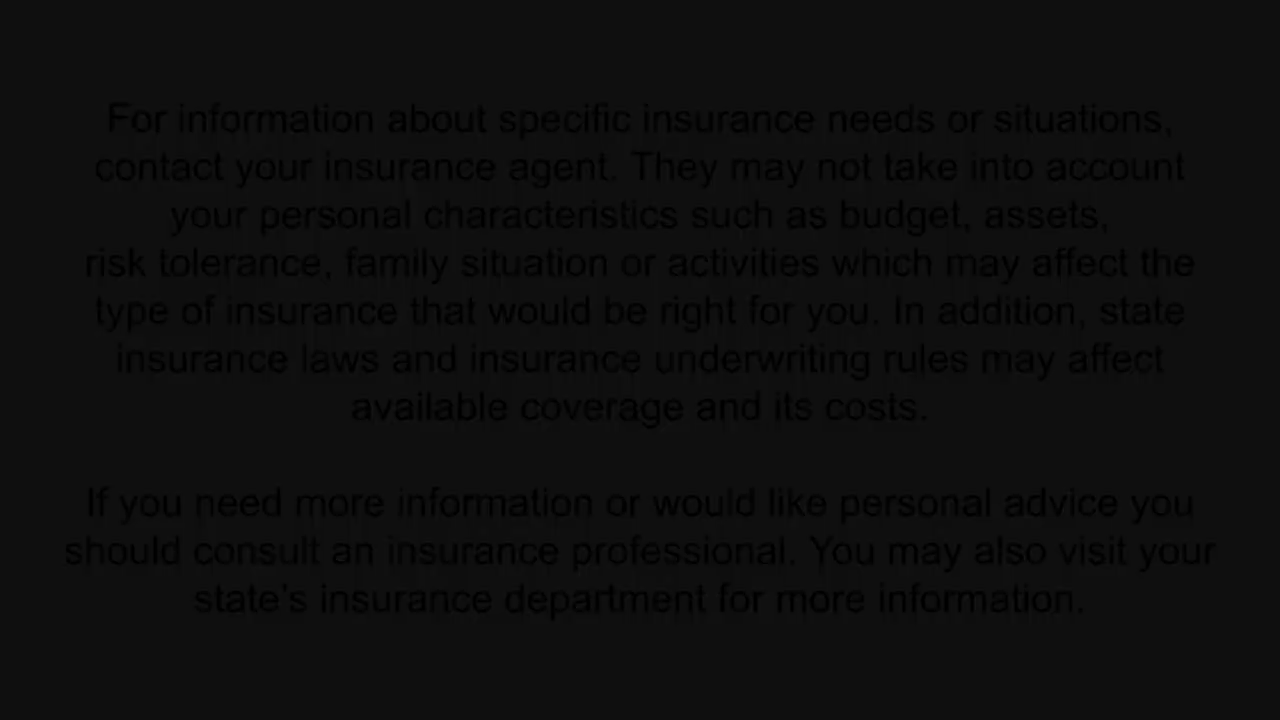 For information about specific insurance needs or situations,
contact your insurance agent. They may not take into account
your personal characteristics such as budget, assets,
risk tolerance, family situation or activities which may affect the
type of insurance that would be right for you. In addition, state
insurance laws and insurance underwriting rules may affect
available coverage and its costs.
If you need more information or would like personal advice you
should consult an insurance professional. You may also visit your
state's insurance department for more information.